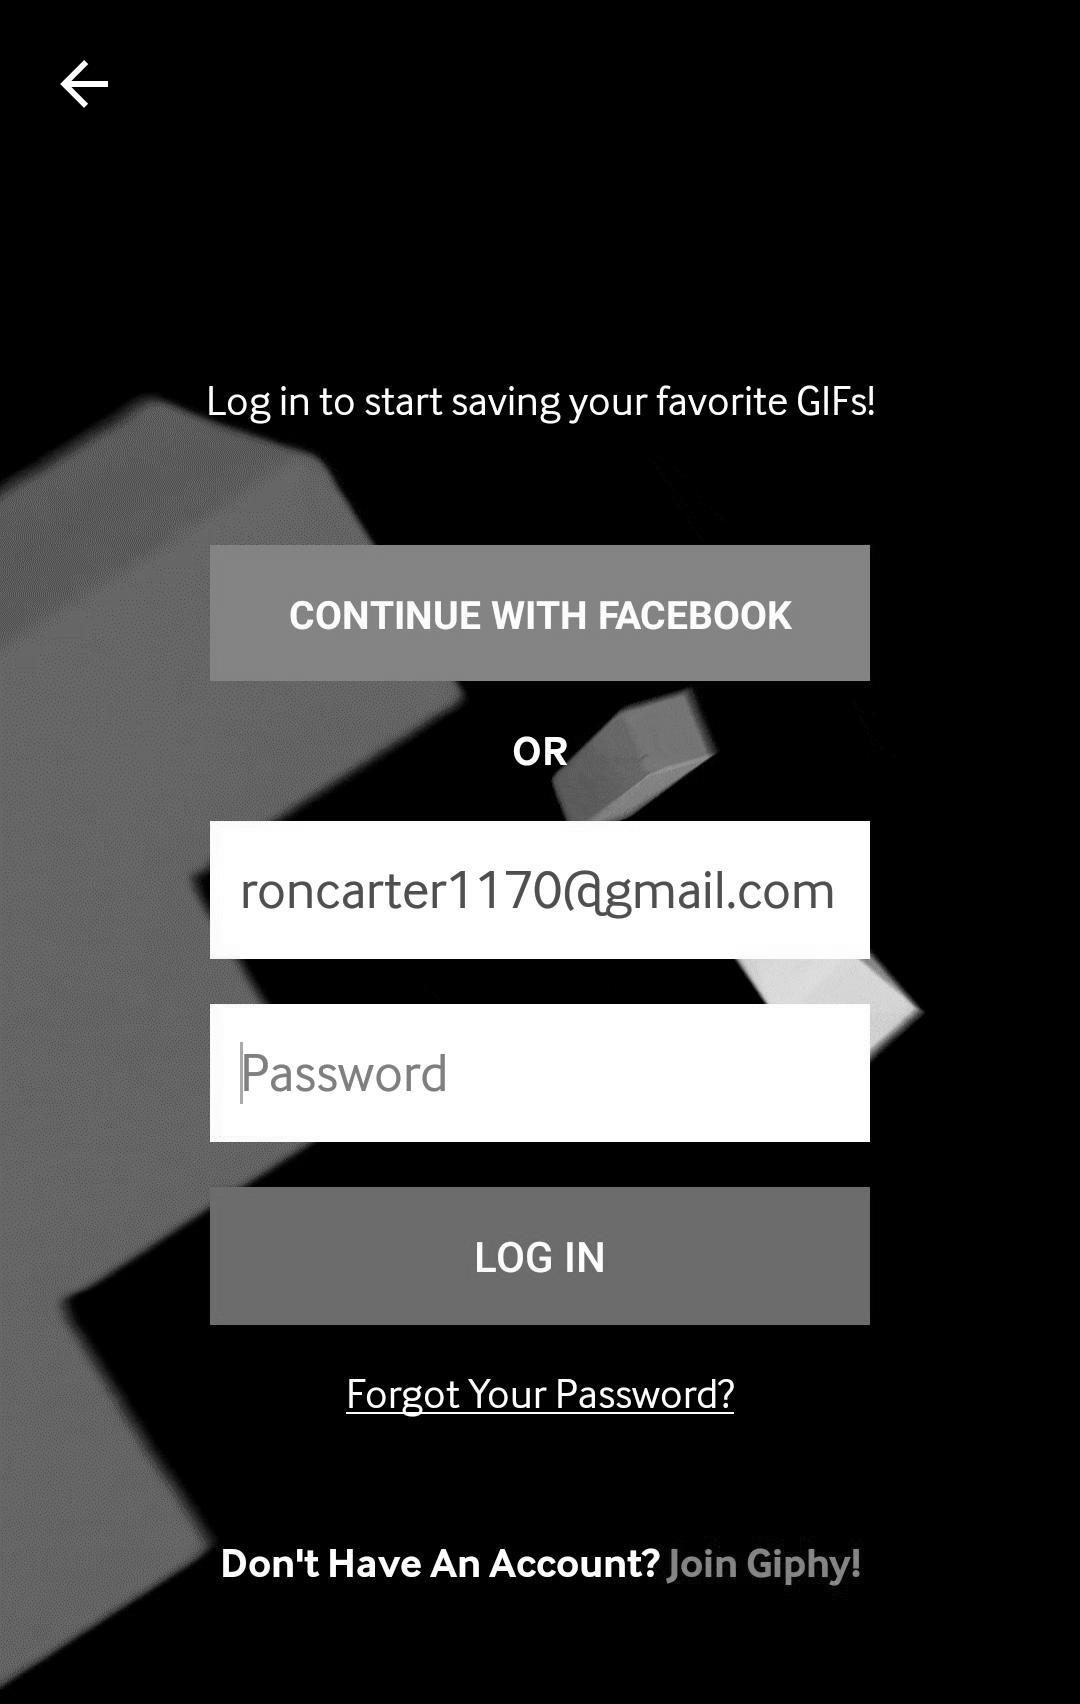 Log in to start saving your favorite GIFs!
CONTINUE WITH FACEBOOK
OR
roncarter1170@gmail.com
Password
LOG IN
Forgot Your Password?
Don't Have An Account? Join Giphy!